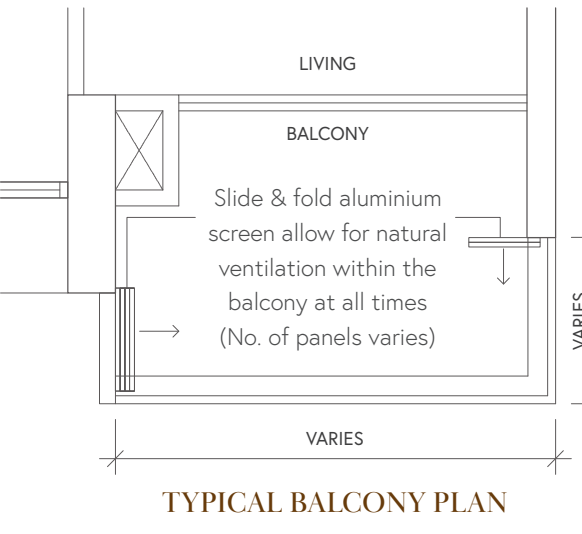 LIVING
BALCONY
Slide & fold aluminium
screen allow for natural
ventilation within the
balcony at all times
(No. of panels varies)
VARIES
VARIES
TYPICAL BALCONY PLAN